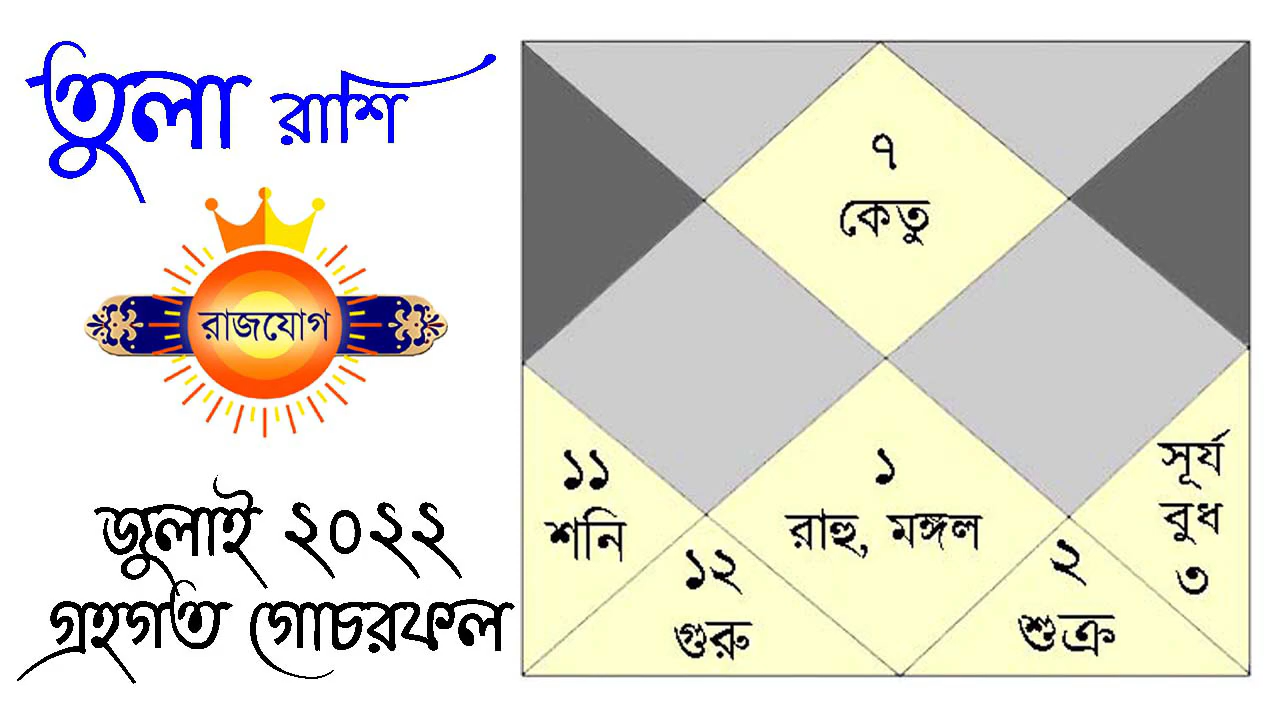 তুলা রাশি
রাজযোগ
জুলাই ২০২২
গ্রহগত গোচরফল
৭
কেতু
১১
শনি
১২
গুরু
১
রাহু, মঙ্গল
২
শুক্র
সূর্য
বুধ
৩